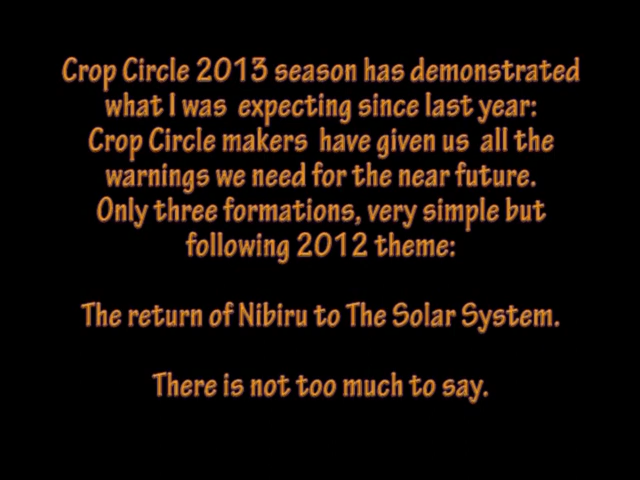 Crop Circle 2013 season has demonstrated
what I was expecting since last year:
Crop Circle makers have given us all the
warnings we need for the near future.
Only three formations, very simple but
following 2012 theme:
The return of Nibiru to The Solar System.
There is not too much to say.